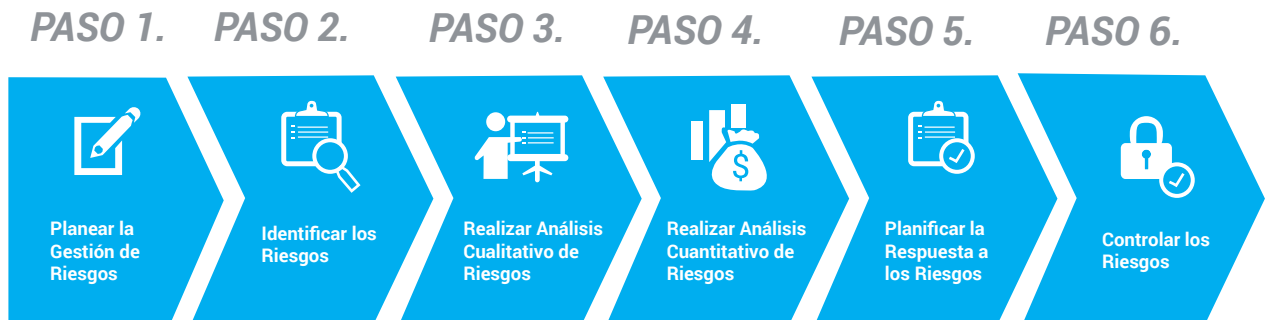 PASO 1.
PASO 2.
PASO 3.
PASO 4.
PASO 5.
PASO 6.
Planear la
Gestión de
Riesgos
Identificar los
Riesgos
Realizar Análisis
Cualitativo de
Riesgos
$
Realizar Análisis
Cuantitativo de
Riesgos
Planificar la
Respuesta a
los Riesgos
Controlar los
Riesgos